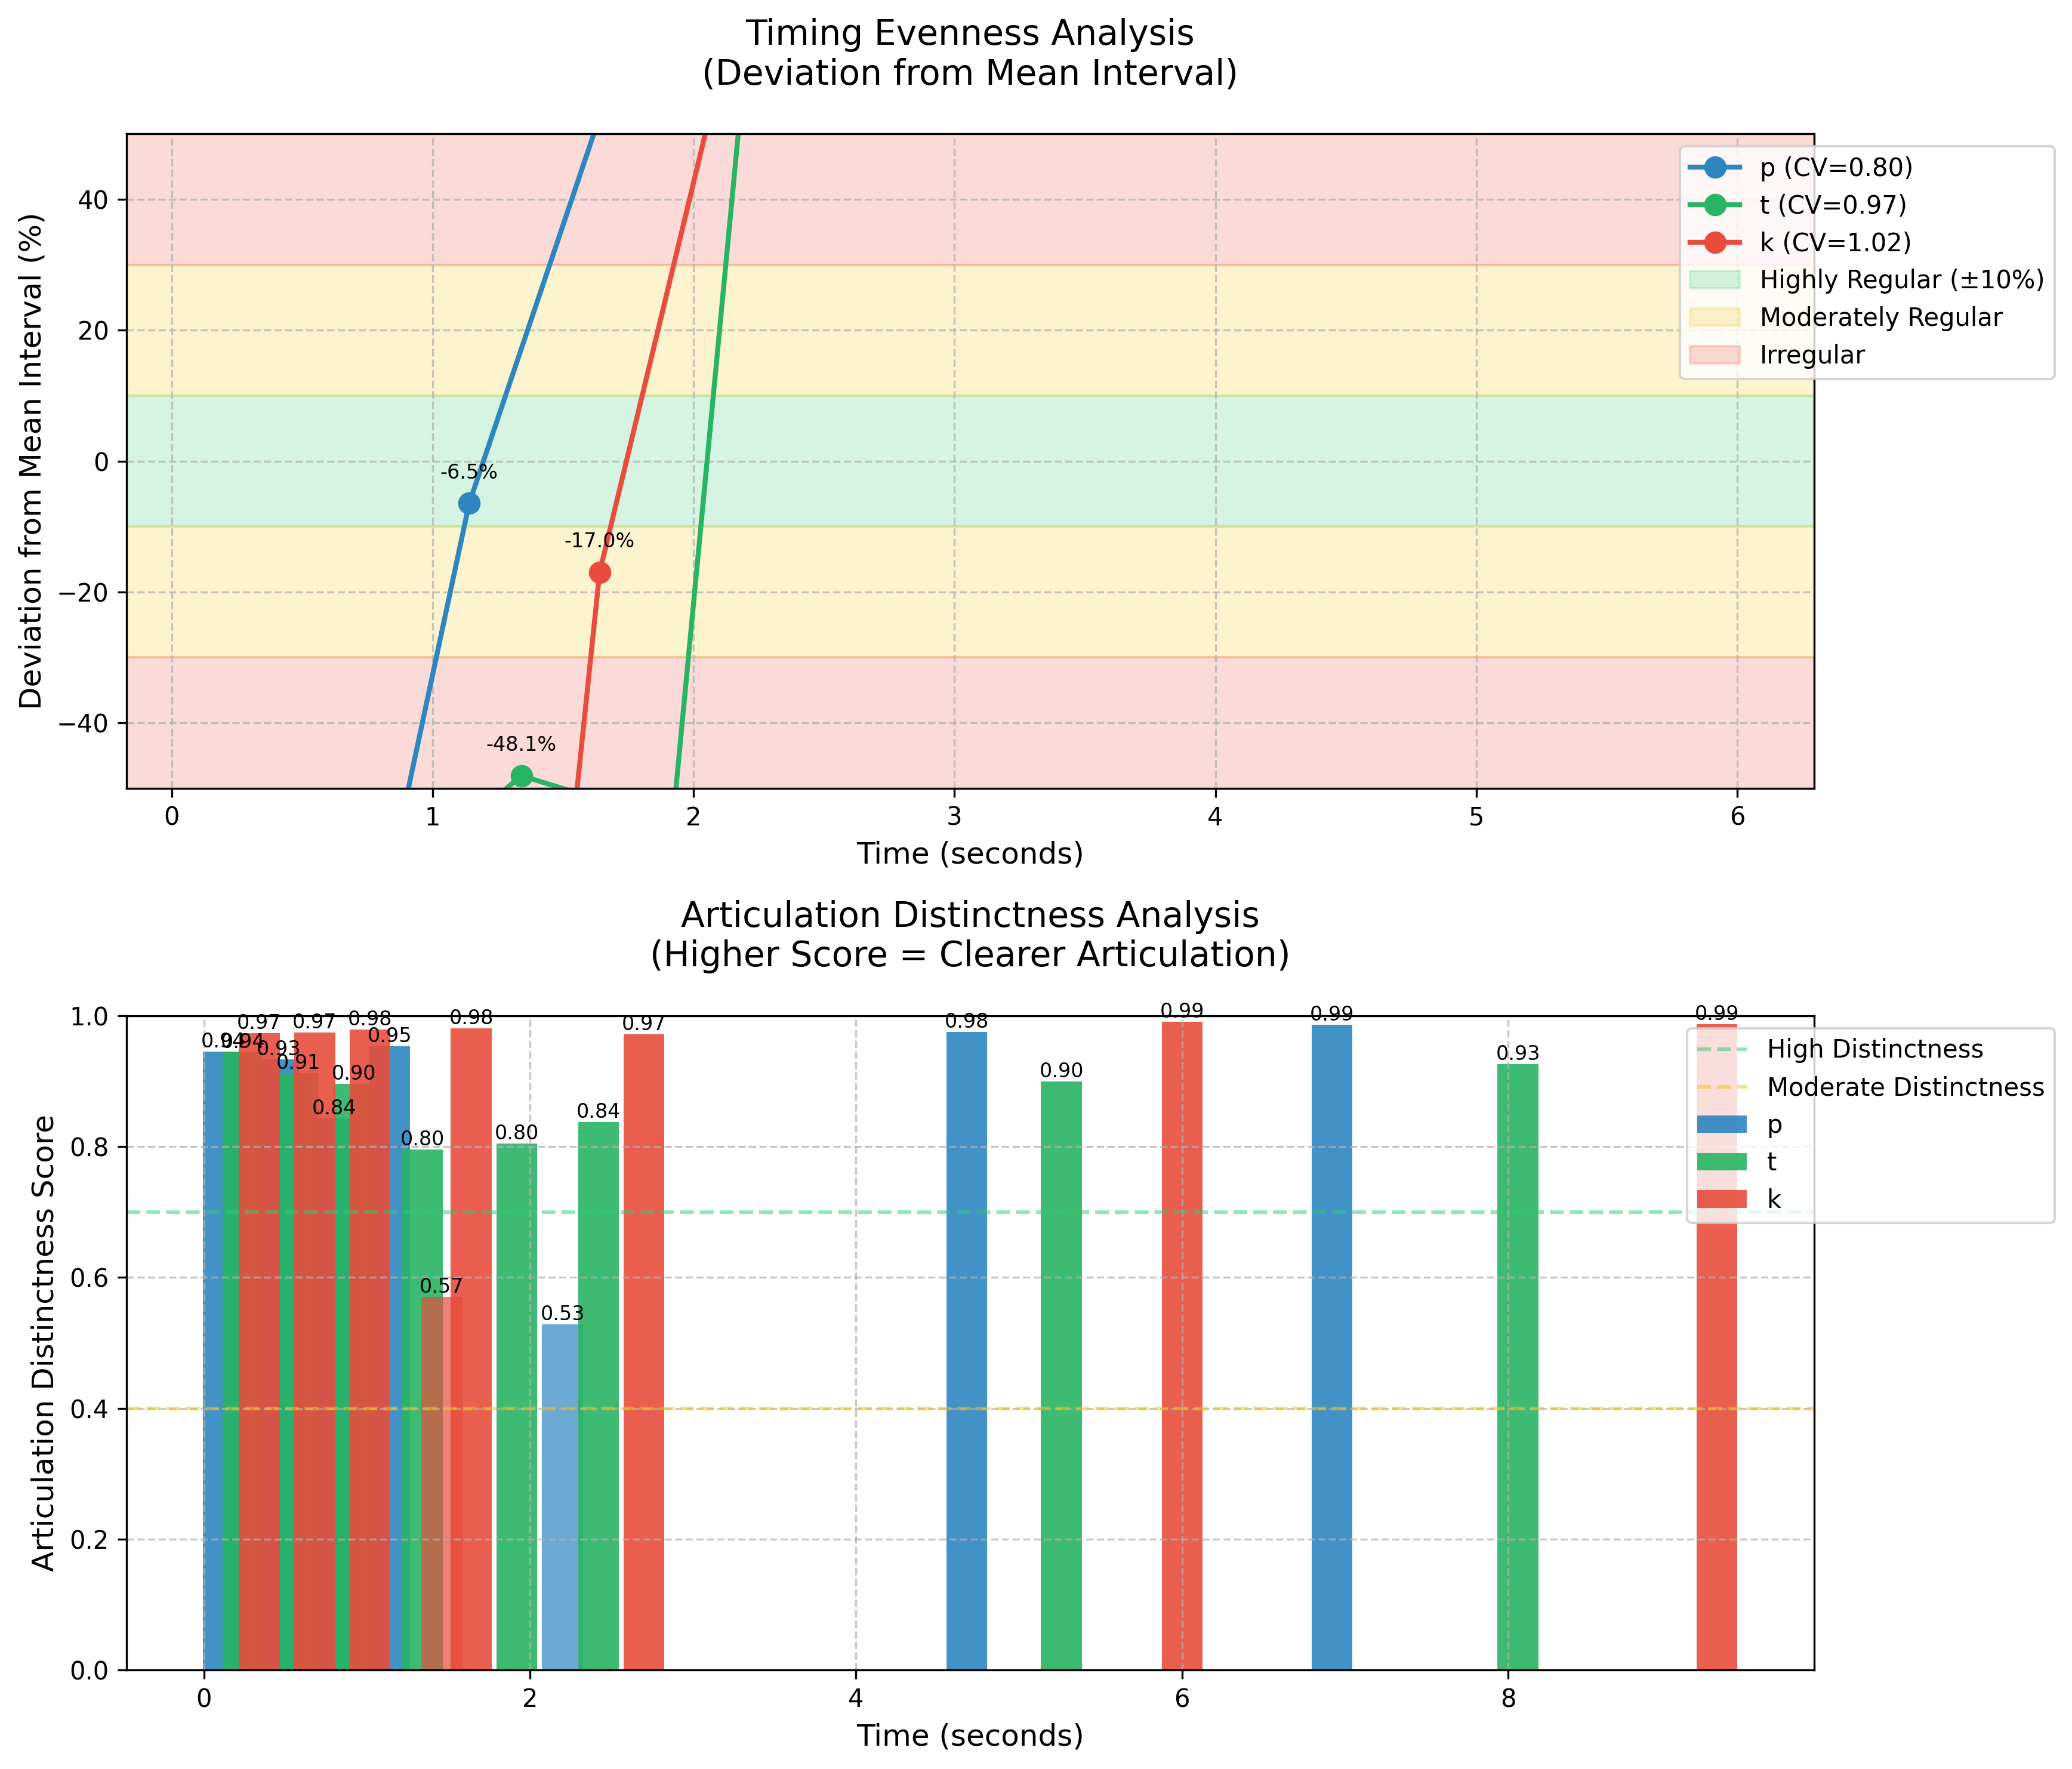 Timing Evenness Analysis
(Deviation from Mean Interval)
Deviation from Mean Interval (%)
40
20
0
−20
−40
-6.5%
-17.0%
-48.1%
p (CV=0.80)
t (CV=0.97)
k (CV=1.02)
Highly Regular (±10%)
Moderately Regular
Irregular
0 1 2 3 4 5 6
Time (seconds)
Articulation Distinctness Analysis
(Higher Score = Clearer Articulation)
Articulation Distinctness Score
1.0
0.8
0.6
0.4
0.2
0.0
0.94 0.94 0.97 0.93 0.91 0.97 0.84 0.90 0.98 0.95 0.80 0.57 0.98 0.80 0.53 0.84 0.97 0.98 0.90 0.99 0.99 0.93 0.99
High Distinctness
Moderate Distinctness
p
t
k
0 2 4 6 8
Time (seconds)